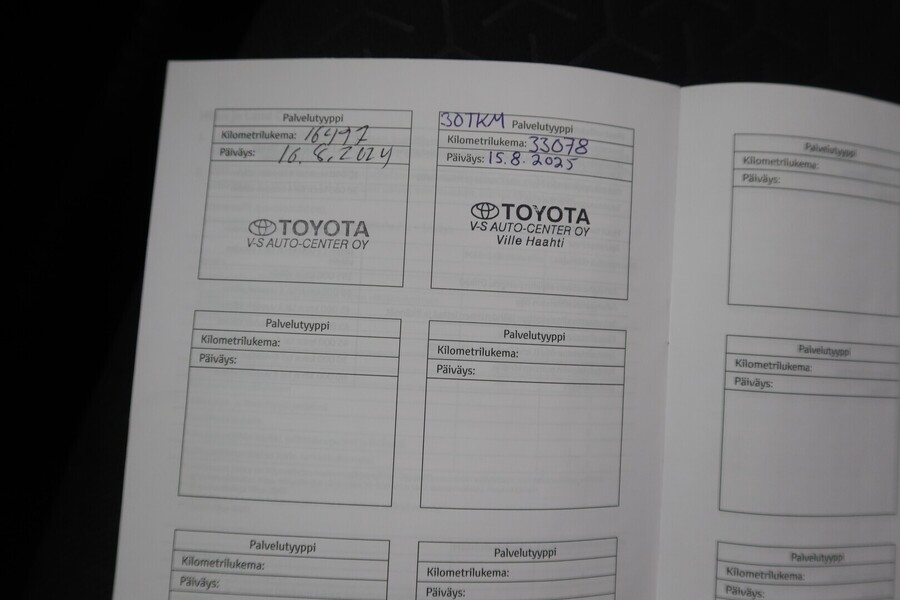 Palvelutyyppi
Kilometrilukema: 16497
Päiväys: 16.8.2024
TOYOTA
V-S AUTO-CENTER OY
30TKM Palvelutyyppi
Kilometrilukema: 33078
Päiväys: 15.8.2025
TOYOTA
V-S AUTO-CENTER OY
Ville Haahti
Palvelutyyppi
Kilometrilukema:
Päiväys:
Palvelutyyppi
Kilometrilukema:
Päiväys:
Palvelutyyppi
Kilometrilukema:
Päiväys:
Palvelutyyppi
Kilometrilukema:
Päiväys:
Palvelutyyppi
Kilometrilukema:
Päiväys:
Palvelutyyppi
Kilometrilukema:
Päiväys:
Palvelutyyppi
Kilometrilukema:
Päiväys: